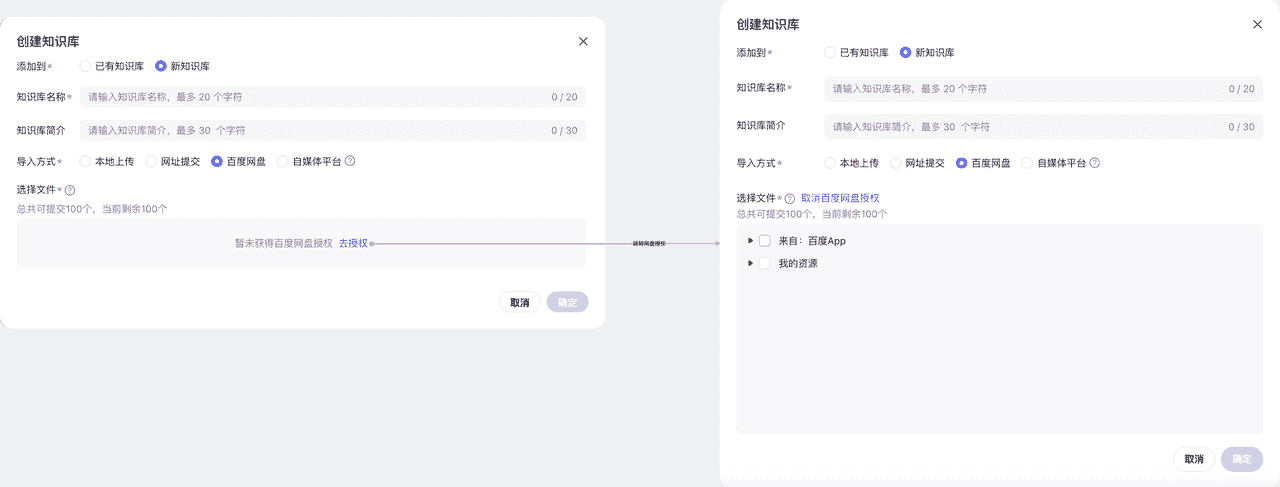 创建知识库
添加到* 已有知识库 新知识库
知识库名称* 请输入知识库名称，最多 20 个字符 0 / 20
知识库简介 请输入知识库简介，最多 30 个字符 0 / 30
导入方式* 本地上传 网址提交 百度网盘 自媒体平台 ?
选择文件* ?
总共可提交100个，当前剩余100个
暂未获得百度网盘授权 去授权
取消 确定
跳转网盘授权
创建知识库
添加到* 已有知识库 新知识库
知识库名称* 请输入知识库名称，最多 20 个字符 0 / 20
知识库简介 请输入知识库简介，最多 30 个字符 0 / 30
导入方式* 本地上传 网址提交 百度网盘 自媒体平台 ?
选择文件* ? 取消百度网盘授权
总共可提交100个，当前剩余100个
来自：百度App
我的资源
取消 确定